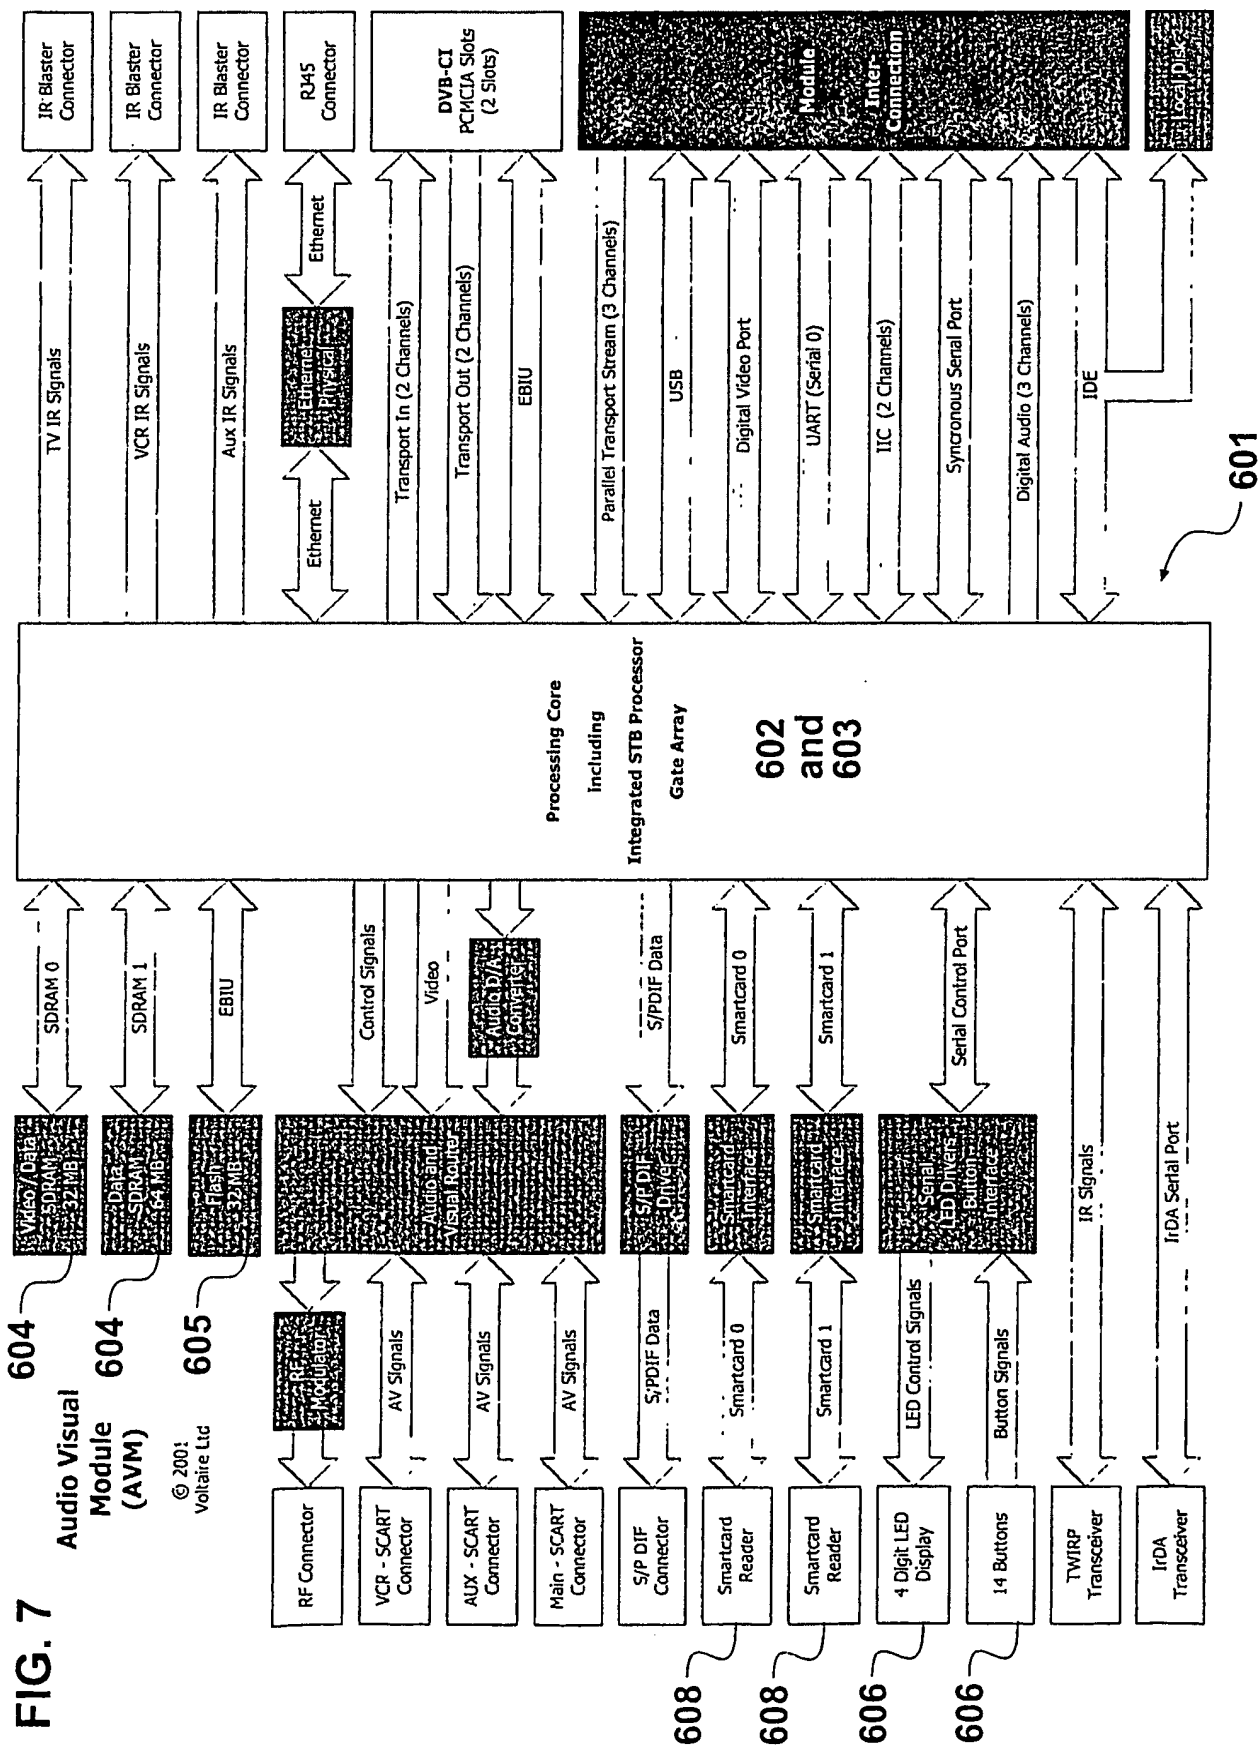 FIG. 7
Audio Visual
Module
(AVM)
© 2001
Voltaire Ltd
604
604
605
Video/Data
SDRAM
32 MB
Data
SDRAM
64 MB
Flash
32 MB
SDRAM 0
SDRAM 1
EBIU
RF Connector
RF
Modulator
VCR - SCART
Connector
AV Signals
AUX - SCART
Connector
AV Signals
Main - SCART
Connector
AV Signals
Audio and
Visual Router
Control Signals
Video
Audio D/A
Converter
S/P DIF
Connector
S/PDIF Data
S/P DIF
Driver
S/PDIF Data
608
Smartcard
Reader
Smartcard 0
Smartcard
Interface
Smartcard 0
608
Smartcard
Reader
Smartcard 1
Smartcard
Interface
Smartcard 1
606
4 Digit LED
Display
LED Control Signals
606
14 Buttons
Button Signals
Serial
LED Drivers
Button
Interface
Serial Control Port
TWIRP
Transceiver
IR Signals
IrDA
Transceiver
IrDA Serial Port
Processing Core
Including
Integrated STB Processor
Gate Array
602
and
603
TV IR Signals
IR Blaster
Connector
VCR IR Signals
IR Blaster
Connector
Aux IR Signals
IR Blaster
Connector
Ethernet
Ethernet
Physical
Ethernet
RJ45
Connector
Transport In (2 Channels)
Transport Out (2 Channels)
EBIU
DVB-CI
PCMCIA Slots
(2 Slots)
Parallel Transport Stream (3 Channels)
USB
Digital Video Port
UART (Serial 0)
IIC (2 Channels)
Syncronous Serial Port
Digital Audio (3 Channels)
IDE
Module
Inter-
Connection
Local Disk
601